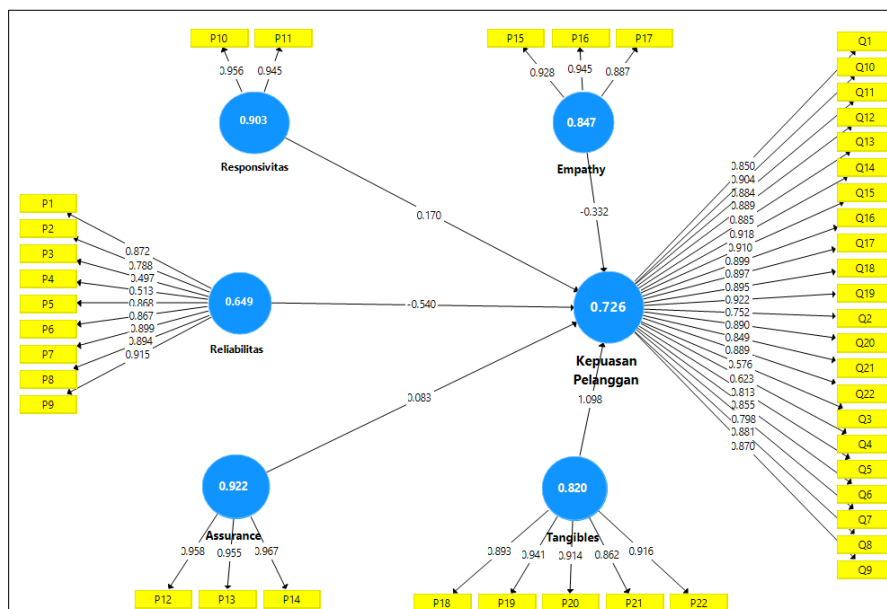 P10
P11
0.956
0.945
0.903
Responsivitas
P15
P16
P17
0.928
0.945
0.887
0.847
Empathy
P1
P2
P3
P4
P5
P6
P7
P8
P9
0.872
0.788
0.497
0.513
0.868
0.867
0.899
0.894
0.915
0.649
Reliabilitas
0.170
-0.332
-0.540
0.083
1.098
0.726
Kepuasan
Pelanggan
0.850
0.904
0.884
0.889
0.885
0.918
0.910
0.899
0.897
0.895
0.922
0.752
0.890
0.849
0.889
0.576
0.623
0.813
0.855
0.798
0.881
0.870
Q1
Q10
Q11
Q12
Q13
Q14
Q15
Q16
Q17
Q18
Q19
Q2
Q20
Q21
Q22
Q3
Q4
Q5
Q6
Q7
Q8
Q9
0.922
Assurance
0.958
0.955
0.967
P12
P13
P14
0.820
Tangibles
0.893
0.941
0.914
0.862
0.916
P18
P19
P20
P21
P22